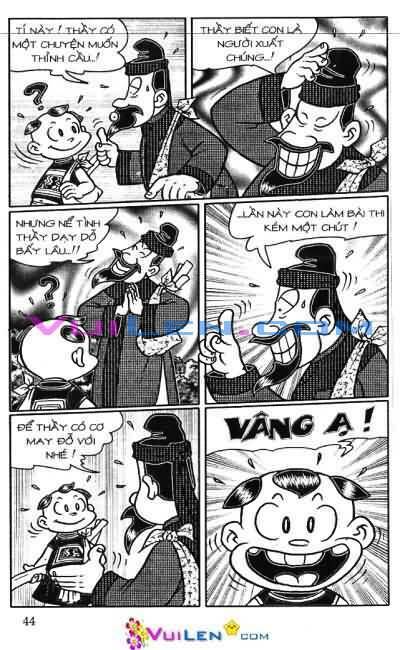 TÍ NÀY ! THẦY CÓ
MỘT CHUYỆN MUỐN
THỈNH CẦU..!
THẦY BIẾT CON LÀ
NGƯỜI XUẤT
CHÚNG...!
?
NHƯNG NỂ TÌNH
THẦY DẠY DỖ
BẤY LÂU..!!
?
...LẦN NÀY CON LÀM BÀI THI
KÉM MỘT CHÚT !
VUILEN.COM
ĐỂ THẦY CÓ CƠ
MAY ĐỖ VỚI
NHÉ !
VÂNG Ạ !
44
VUILEN.COM